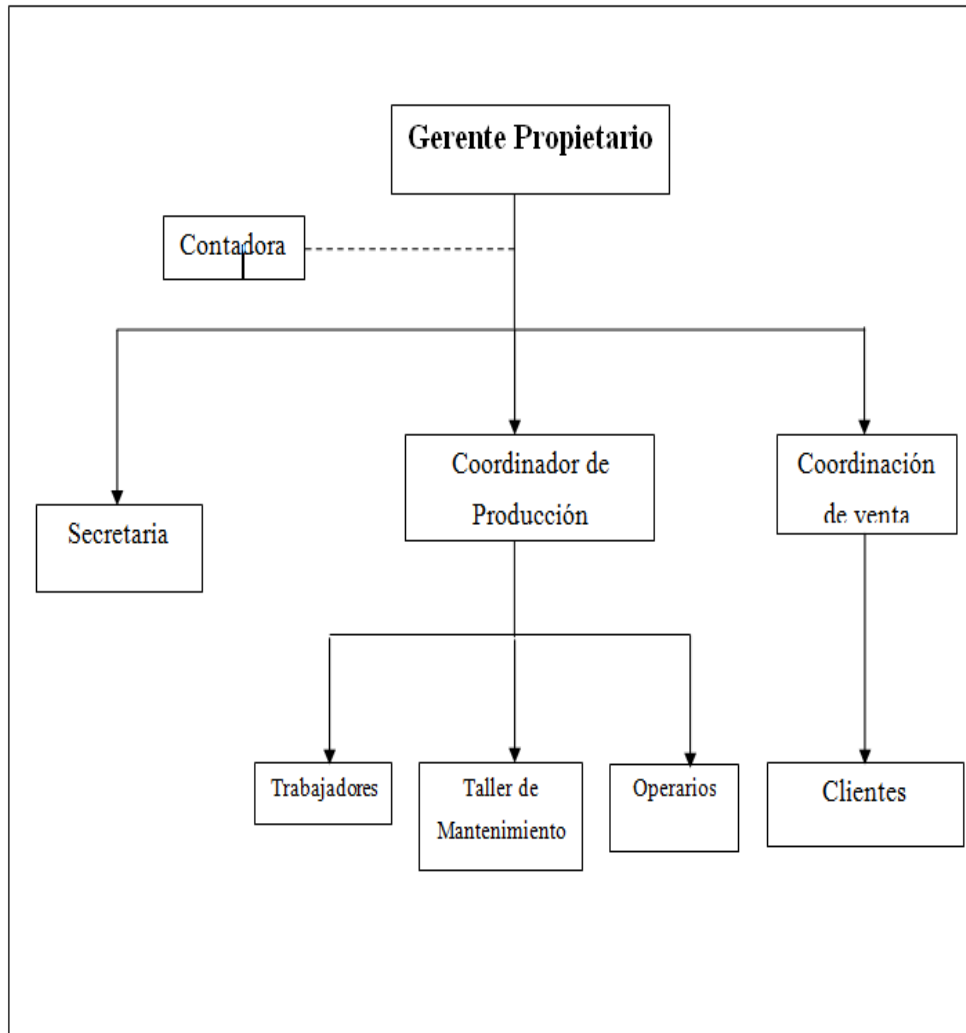 Gerente Propietario
Contadora
Coordinador de
Producción
Coordinación
de venta
Secretaria
Trabajadores
Taller de
Mantenimiento
Operarios
Clientes